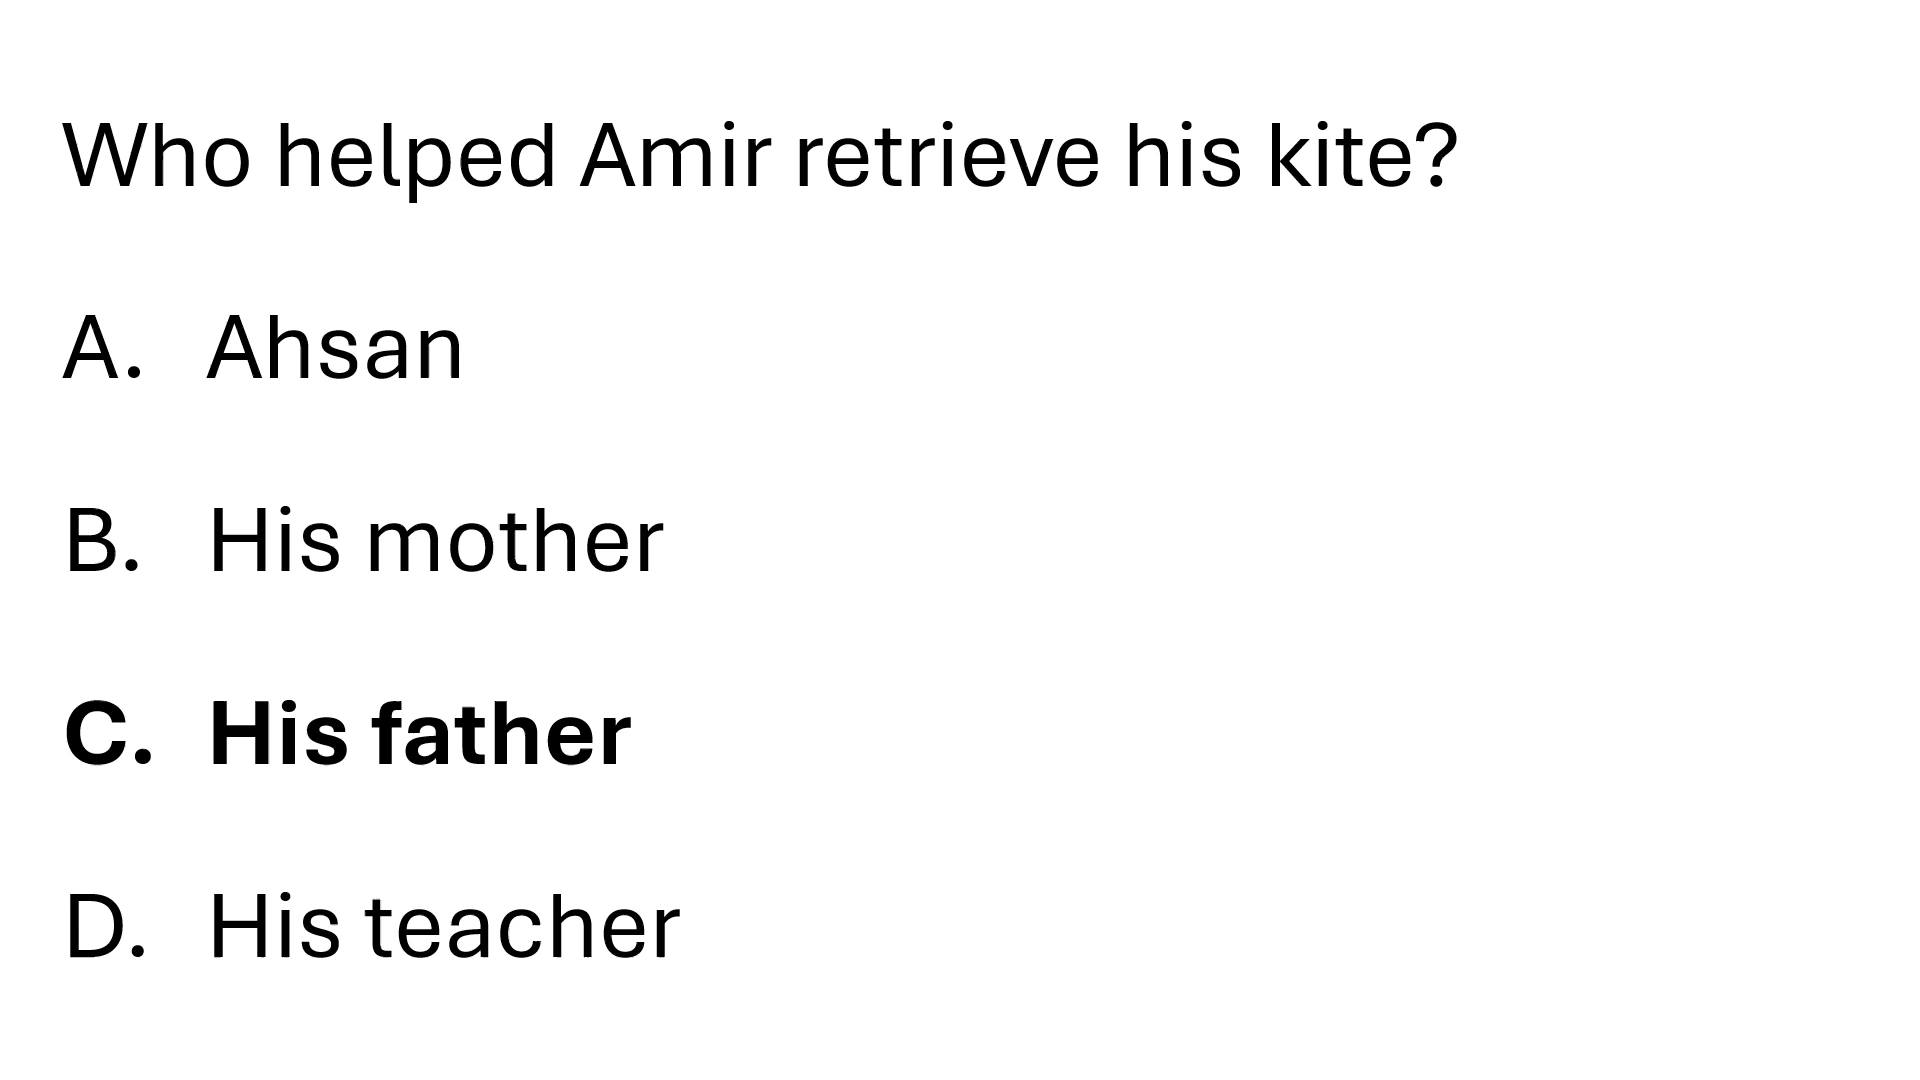 Who helped Amir retrieve his kite?
A. Ahsan
B. His mother
C. His father
D. His teacher